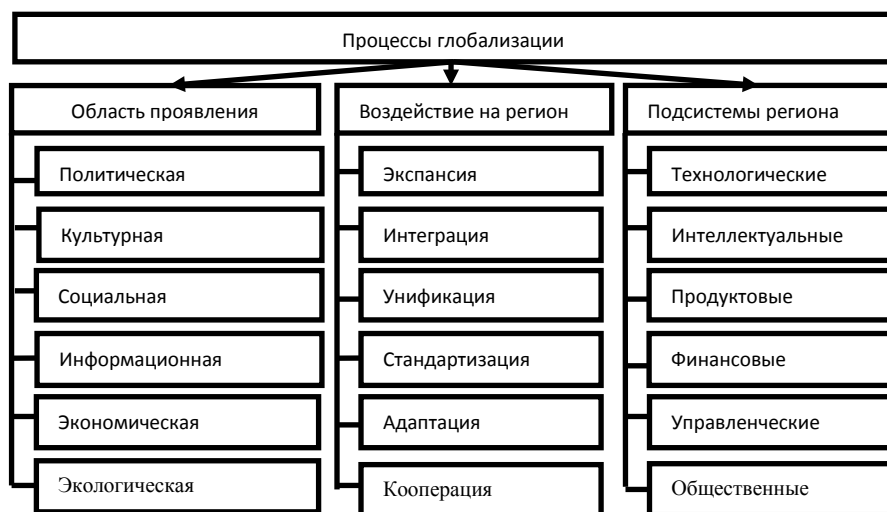 Процессы глобализации
Область проявления
Политическая
Культурная
Социальная
Информационная
Экономическая
Экологическая
Воздействие на регион
Экспансия
Интеграция
Унификация
Стандартизация
Адаптация
Кооперация
Подсистемы региона
Технологические
Интеллектуальные
Продуктовые
Финансовые
Управленческие
Общественные